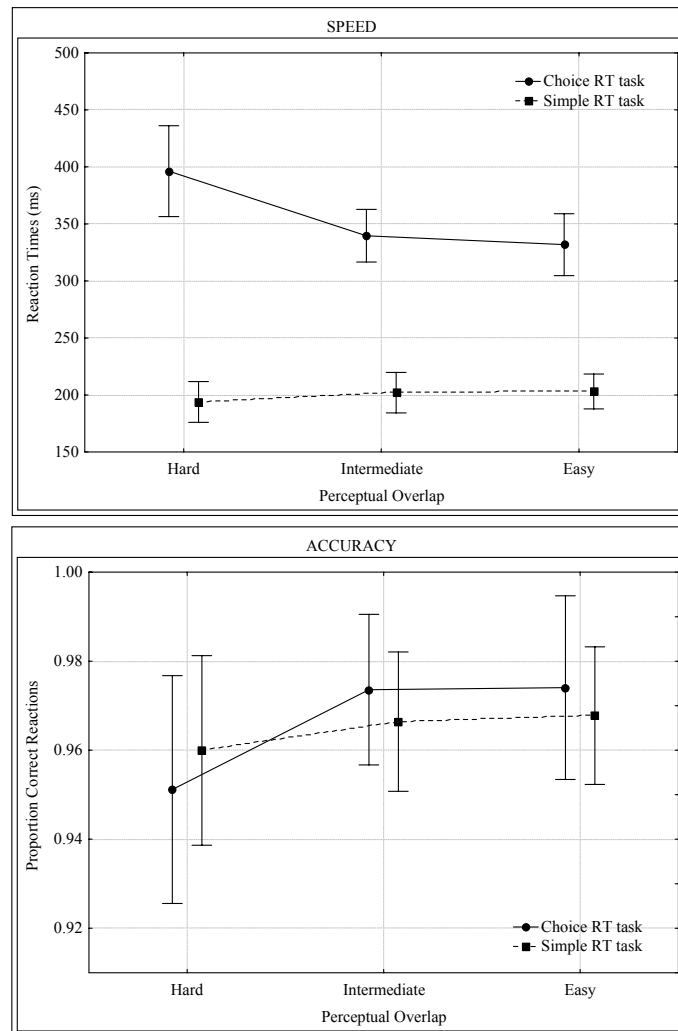 SPEED
500
450
400
350
300
250
200
150
Reaction Times (ms)
Choice RT task
Simple RT task
Hard Intermediate Easy
Perceptual Overlap
ACCURACY
1.00
0.98
0.96
0.94
0.92
Proportion Correct Reactions
Choice RT task
Simple RT task
Hard Intermediate Easy
Perceptual Overlap